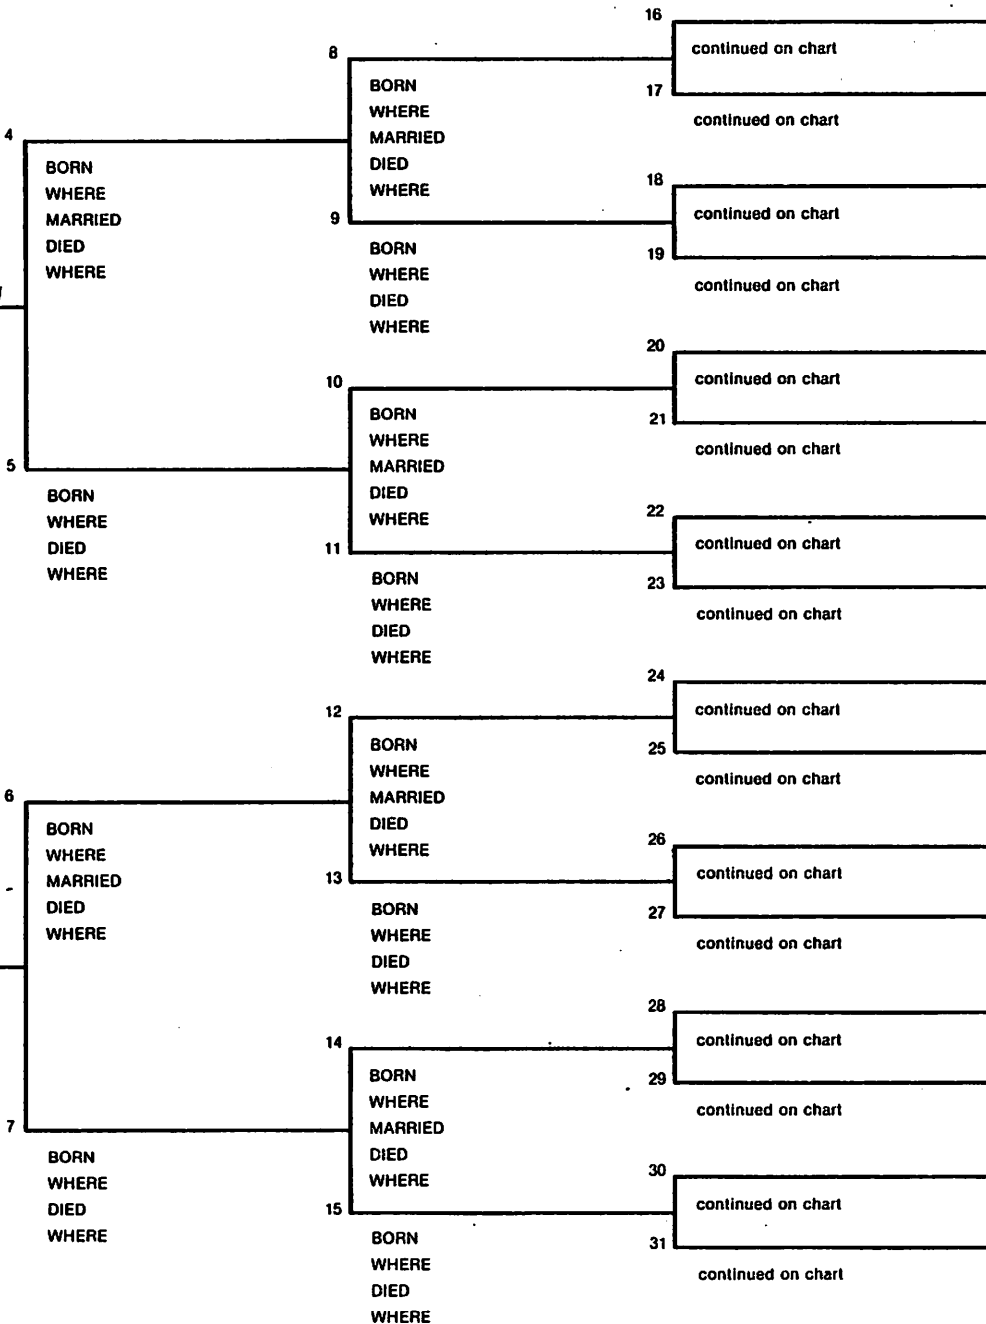 16
continued on chart
8
BORN
17
WHERE
continued on chart
4
MARRIED
BORN
DIED
18
WHERE
WHERE
continued on chart
MARRIED
9
DIED
BORN
19
WHERE
WHERE
continued on chart
DIED
WHERE
20
10
continued on chart
BORN
21
WHERE
continued on chart
5
MARRIED
BORN
DIED
22
WHERE
WHERE
continued on chart
DIED
11
WHERE
BORN
23
WHERE
continued on chart
DIED
WHERE
24
12
continued on chart
BORN
25
WHERE
continued on chart
6
MARRIED
BORN
DIED
26
WHERE
WHERE
continued on chart
MARRIED
13
DIED
BORN
27
WHERE
WHERE
continued on chart
DIED
WHERE
28
14
continued on chart
BORN
29
WHERE
continued on chart
7
MARRIED
BORN
DIED
30
WHERE
WHERE
continued on chart
DIED
15
WHERE
BORN
31
WHERE
continued on chart
DIED
WHERE